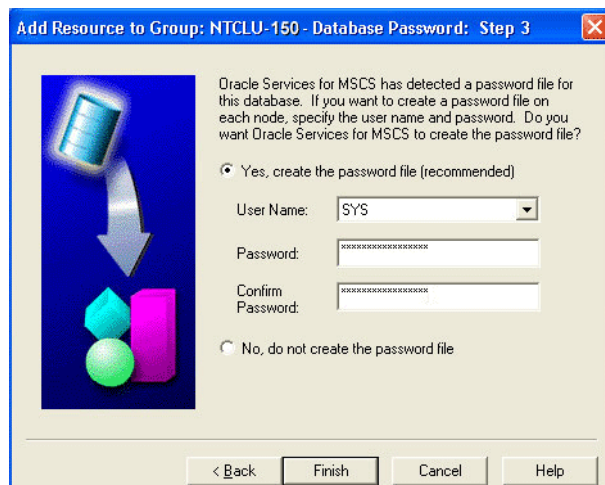 Add Resource to Group: NTCLU-150 - Database Password: Step 3
Oracle Services for MSCS has detected a password file for
this database. If you want to create a password file on
each node, specify the user name and password. Do you
want Oracle Services for MSCS to create the password file?
Yes, create the password file (recommended)
User Name: SYS
Password: *****************
Confirm
Password: *****************
No, do not create the password file
< Back Finish Cancel Help